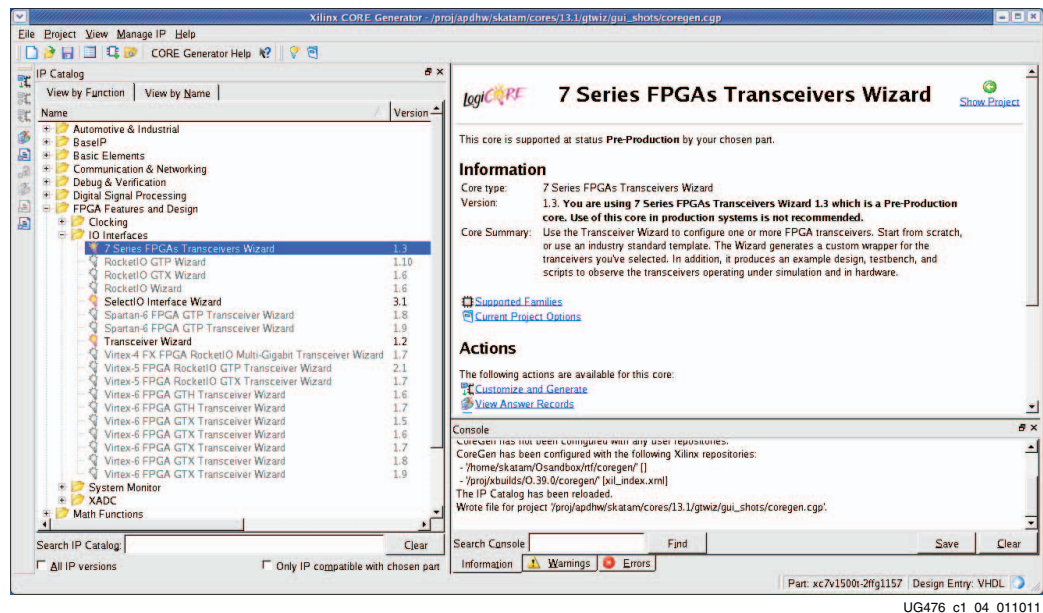 Xilinx CORE Generator - /proj/apdhw/skatam/cores/13.1/gtwiz/gui_shots/coregen.cgp
File Project View Manage IP Help
CORE Generator Help
IP Catalog
View by Function View by Name
Name Version
Automotive & Industrial
BaseIP
Basic Elements
Communication & Networking
Debug & Verification
Digital Signal Processing
FPGA Features and Design
Clocking
IO Interfaces
7 Series FPGAs Transceivers Wizard 1.3
RocketIO GTP Wizard 1.10
RocketIO GTX Wizard 1.6
RocketIO Wizard 1.6
SelectIO Interface Wizard 3.1
Spartan-6 FPGA GTP Transceiver Wizard 1.8
Spartan-6 FPGA GTP Transceiver Wizard 1.9
Transceiver Wizard 1.2
Virtex-4 FX FPGA RocketIO Multi-Gigabit Transceiver Wizard 1.7
Virtex-5 FPGA RocketIO GTP Transceiver Wizard 2.1
Virtex-5 FPGA RocketIO GTX Transceiver Wizard 1.7
Virtex-6 FPGA GTH Transceiver Wizard 1.6
Virtex-6 FPGA GTH Transceiver Wizard 1.7
Virtex-6 FPGA GTX Transceiver Wizard 1.5
Virtex-6 FPGA GTX Transceiver Wizard 1.6
Virtex-6 FPGA GTX Transceiver Wizard 1.7
Virtex-6 FPGA GTX Transceiver Wizard 1.8
Virtex-6 FPGA GTX Transceiver Wizard 1.9
System Monitor
XADC
Math Functions
Search IP Catalog: Clear
All IP versions Only IP compatible with chosen part
logiCORE 7 Series FPGAs Transceivers Wizard Show Project
This core is supported at status Pre-Production by your chosen part.
Information
Core type: 7 Series FPGAs Transceivers Wizard
Version: 1.3. You are using 7 Series FPGAs Transceivers Wizard 1.3 which is a Pre-Production
core. Use of this core in production systems is not recommended.
Core Summary: Use the Transceiver Wizard to configure one or more FPGA transceivers. Start from scratch,
or use an industry standard template. The Wizard generates a custom wrapper for the
tranceivers you've selected. In addition, it produces an example design, testbench, and
scripts to observe the transceivers operating under simulation and in hardware.
Supported Families
Current Project Options
Actions
The following actions are available for this core:
Customize and Generate
View Answer Records
Console
CoreGen has not been configured with any user repositories.
CoreGen has been configured with the following Xilinx repositories:
- '/home/skatam/Osandbox/rtf/coregen/' []
- '/proj/xbuilds/O.39.0/coregen/' [xil_index.xml]
The IP Catalog has been reloaded.
Wrote file for project '/proj/apdhw/skatam/cores/13.1/gtwiz/gui_shots/coregen.cgp'.
Search Console Find Save Clear
Information Warnings Errors
Part: xc7v1500t-2ffg1157 Design Entry: VHDL
UG476_c1_04_011011